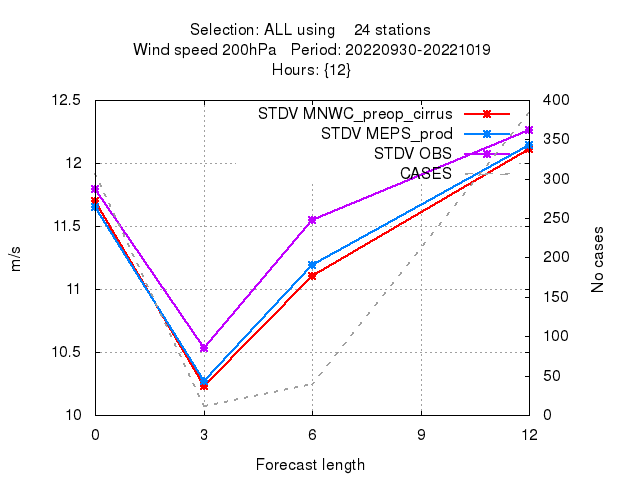 Selection: ALL using 24 stations
Wind speed 200hPa Period: 20220930-20221019
Hours: {12}
12.5
12
11.5
11
10.5
10
400
350
300
250
200
150
100
50
0
STDV MNWC_preop_cirrus
STDV MEPS_prod
STDV OBS
CASES
m/s
No cases
0 3 6 9 12
Forecast length